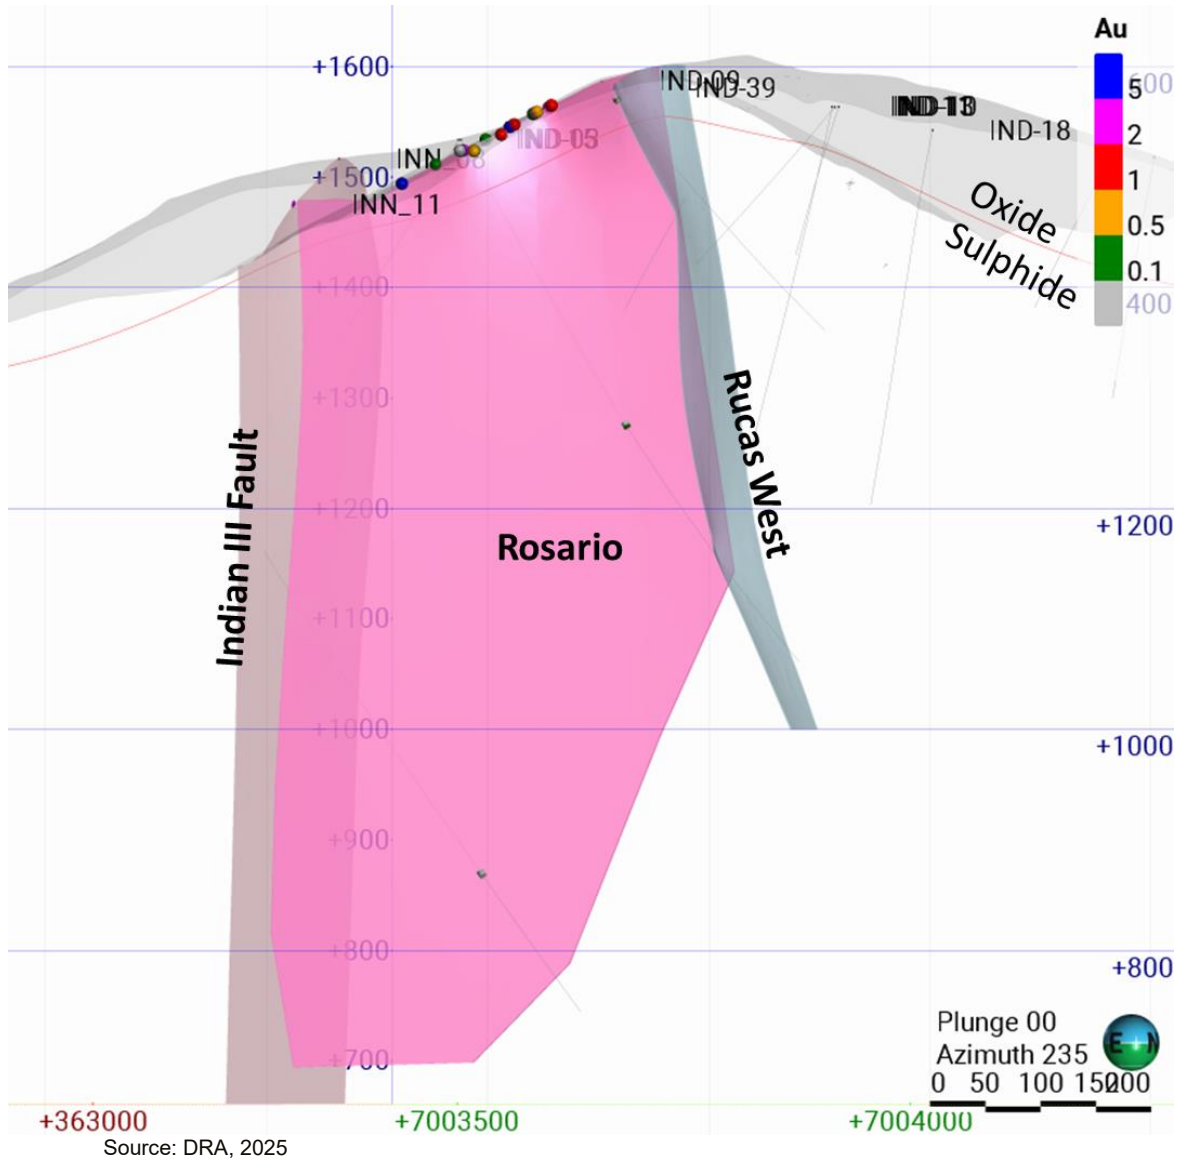 Au
+1600
600
5
IND-09
IND-39
2
IND-13
IND-18
IND-05
1
INN_08
+1500
0.5
INN_11
Oxide
Sulphide
0.1
+1400
400
+1300
Indian III Fault
Rucas West
+1200
+1200
Rosario
+1100
+1000
+1000
+900
+800
+800
+700
Plunge 00
Azimuth 235
E N
0 50 100 150 200
+363000
+7003500
+7004000
Source: DRA, 2025